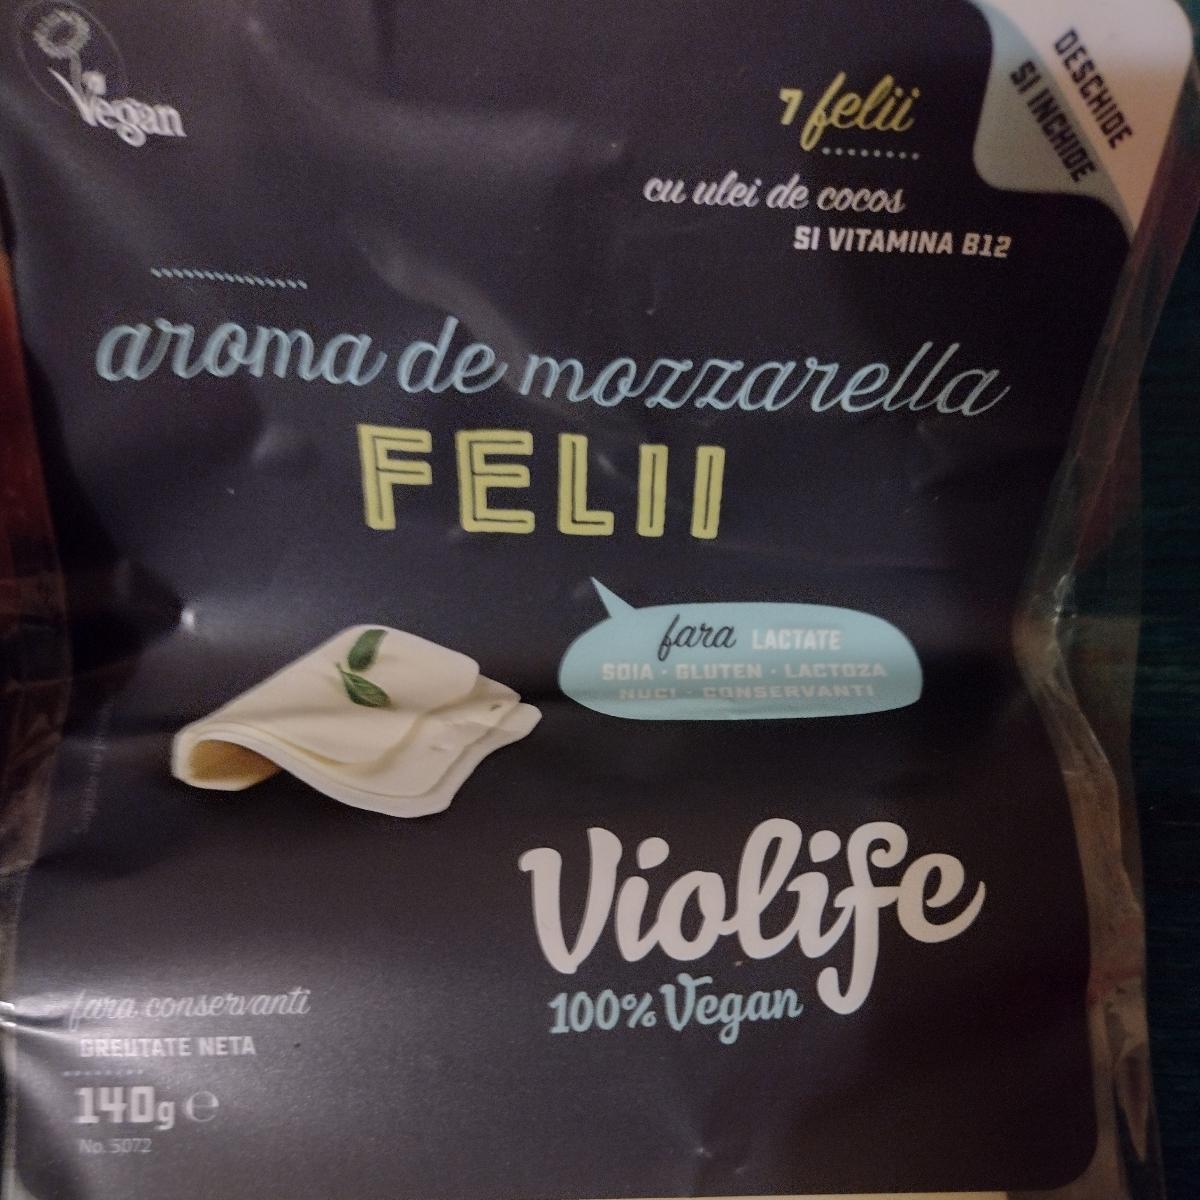 Vegan
7 felii
cu ulei de cocos
SI VITAMINA B12
DESCHIDE
SI INCHIDE
aroma de mozzarella
FELII
fara LACTATE
SOIA · GLUTEN · LACTOZA
NUCI · CONSERVANTI
Violife
100% Vegan
fara conservanti
GREUTATE NETA
140g ℮
No. 5072